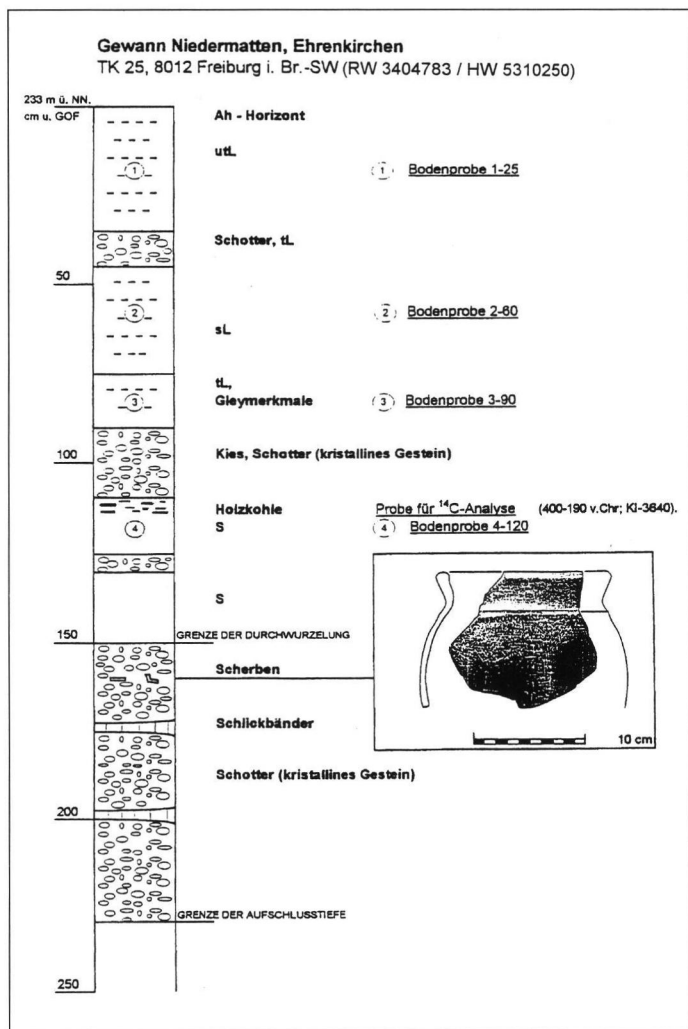 Gewann Niedermatten, Ehrenkirchen
TK 25, 8012 Freiburg i. Br.-SW (RW 3404783 / HW 5310250)
233 m ü. NN.
cm u. GOF
Ah - Horizont
utL
1
1 Bodenprobe 1-25
Schotter, tL
50
2
2 Bodenprobe 2-60
sL
tL,
Gleymerkmale
3
3 Bodenprobe 3-90
100
Kies, Schotter (kristallines Gestein)
Holzkohle
Probe für ¹⁴C-Analyse (400-190 v.Chr; KI-3640).
4
S
4 Bodenprobe 4-120
S
150
GRENZE DER DURCHWURZELUNG
Scherben
Schlickbänder
10 cm
Schotter (kristallines Gestein)
200
GRENZE DER AUFSCHLUSSTIEFE
250